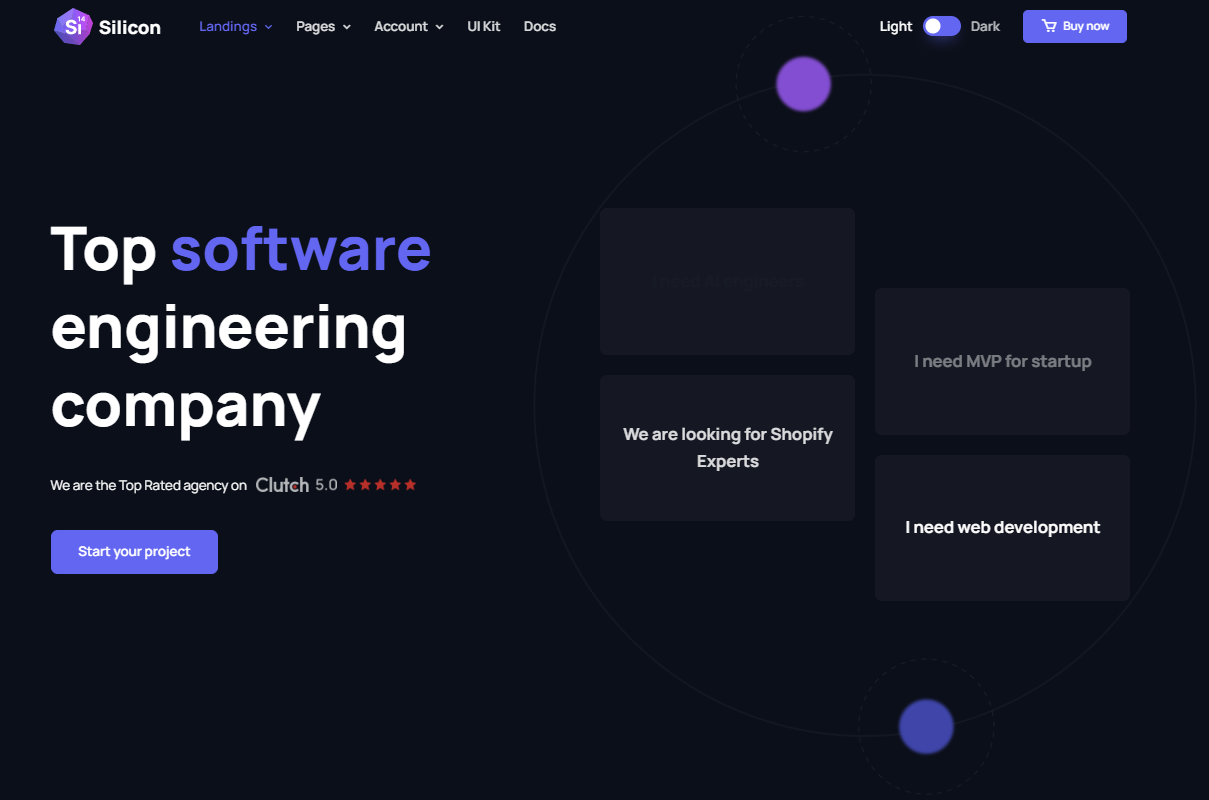 Si 14 Silicon
Landings Pages Account UI Kit Docs
Light Dark
Buy now
Top software
engineering
company
We are the Top Rated agency on Clutch 5.0
Start your project
I need AI engineers
We are looking for Shopify
Experts
I need MVP for startup
I need web development